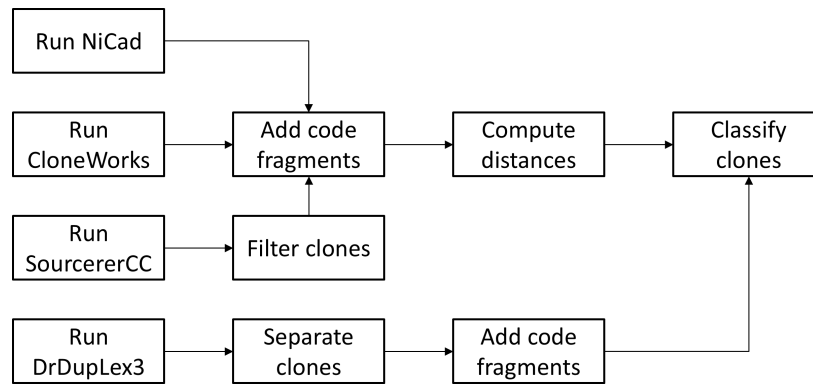 Run NiCad
Run
CloneWorks
Add code
fragments
Compute
distances
Classify
clones
Run
SourcererCC
Filter clones
Run
DrDupLex3
Separate
clones
Add code
fragments